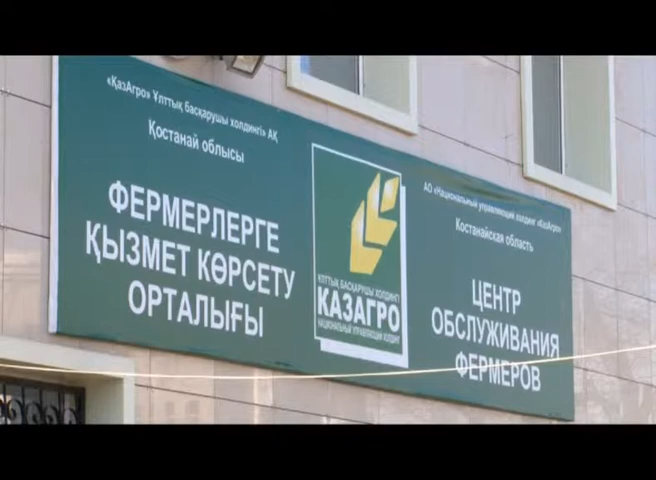 «ҚазАгро» Ұлттық басқарушы холдингі» АҚ
Қостанай облысы
ФЕРМЕРЛЕРГЕ
ҚЫЗМЕТ КӨРСЕТУ
ОРТАЛЫҒЫ
ҰЛТТЫҚ БАСҚАРУШЫ ХОЛДИНГІ
КАЗАГРО
НАЦИОНАЛЬНЫЙ УПРАВЛЯЮЩИЙ ХОЛДИНГ
АО «Национальный управляющий холдинг «КазАгро»
Костанайская область
ЦЕНТР
ОБСЛУЖИВАНИЯ
ФЕРМЕРОВ